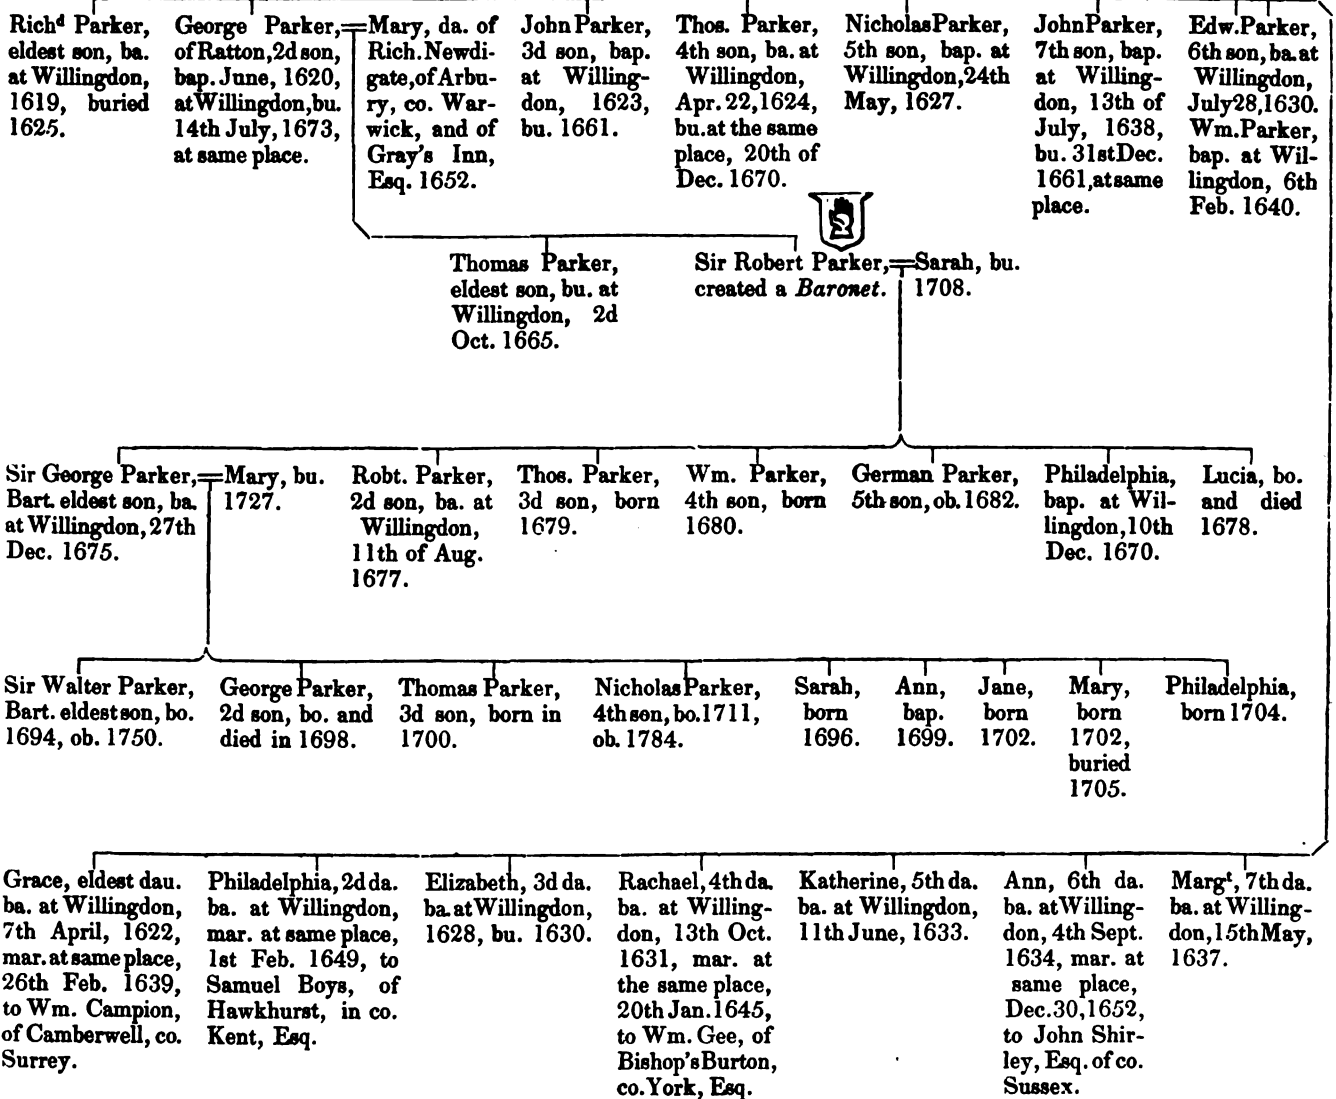 Richd Parker,
eldest son, ba.
at Willingdon,
1619, buried
1625.
George Parker,
of Ratton, 2d son,
bap. June, 1620,
at Willingdon, bu.
14th July, 1673,
at same place.
Mary, da. of
Rich. Newdi-
gate, of Arbu-
ry, co. War-
wick, and of
Gray's Inn,
Esq. 1652.
John Parker,
3d son, bap.
at Willing-
don, 1623,
bu. 1661.
Thos. Parker,
4th son, ba. at
Willingdon,
Apr. 22, 1624,
bu. at the same
place, 20th of
Dec. 1670.
Nicholas Parker,
5th son, bap. at
Willingdon, 24th
May, 1627.
John Parker,
7th son, bap.
at Willing-
don, 13th of
July, 1638,
bu. 31st Dec.
1661, at same
place.
Edw. Parker,
6th son, ba. at
Willingdon,
July 28, 1630.
Wm. Parker,
bap. at Wil-
lingdon, 6th
Feb. 1640.
Thomas Parker,
eldest son, bu. at
Willingdon, 2d
Oct. 1665.
Sir Robert Parker,
created a Baronet.
Sarah, bu.
1708.
Sir George Parker,
Bart. eldest son, ba.
at Willingdon, 27th
Dec. 1675.
Mary, bu.
1727.
Robt. Parker,
2d son, ba. at
Willingdon,
11th of Aug.
1677.
Thos. Parker,
3d son, born
1679.
Wm. Parker,
4th son, born
1680.
German Parker,
5th son, ob. 1682.
Philadelphia,
bap. at Wil-
lingdon, 10th
Dec. 1670.
Lucia, bo.
and died
1678.
Sir Walter Parker,
Bart. eldest son, bo.
1694, ob. 1750.
George Parker,
2d son, bo. and
died in 1698.
Thomas Parker,
3d son, born in
1700.
Nicholas Parker,
4th son, bo. 1711,
ob. 1784.
Sarah,
born
1696.
Ann,
bap.
1699.
Jane,
born
1702.
Mary,
born
1702,
buried
1705.
Philadelphia,
born 1704.
Grace, eldest dau.
ba. at Willingdon,
7th April, 1622,
mar. at same place,
26th Feb. 1639,
to Wm. Campion,
of Camberwell, co.
Surrey.
Philadelphia, 2d da.
ba. at Willingdon,
mar. at same place,
1st Feb. 1649, to
Samuel Boys, of
Hawkhurst, in co.
Kent, Esq.
Elizabeth, 3d da.
ba. at Willingdon,
1628, bu. 1630.
Rachael, 4th da.
ba. at Willing-
don, 13th Oct.
1631, mar. at
the same place,
20th Jan. 1645,
to Wm. Gee, of
Bishop's Burton,
co. York, Esq.
Katherine, 5th da.
ba. at Willingdon,
11th June, 1633.
Ann, 6th da.
ba. at Willing-
don, 4th Sept.
1634, mar. at
same place,
Dec. 30, 1652,
to John Shir-
ley, Esq. of co.
Sussex.
Margt, 7th da.
ba. at Willing-
don, 15th May,
1637.